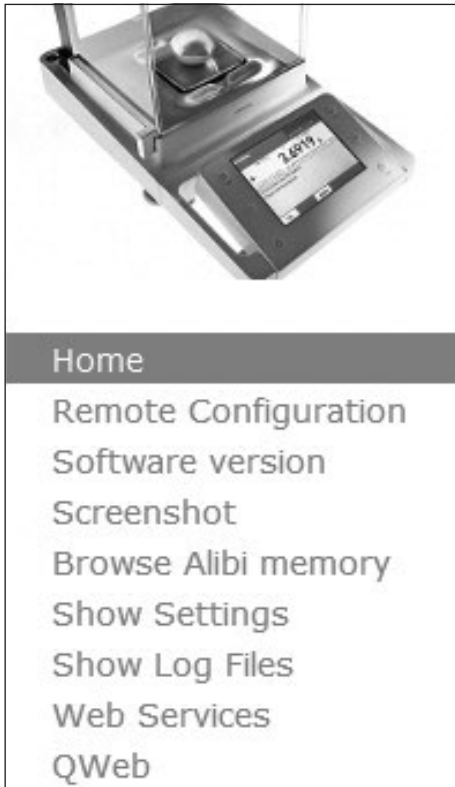 Home
Remote Configuration
Software version
Screenshot
Browse Alibi memory
Show Settings
Show Log Files
Web Services
QWeb